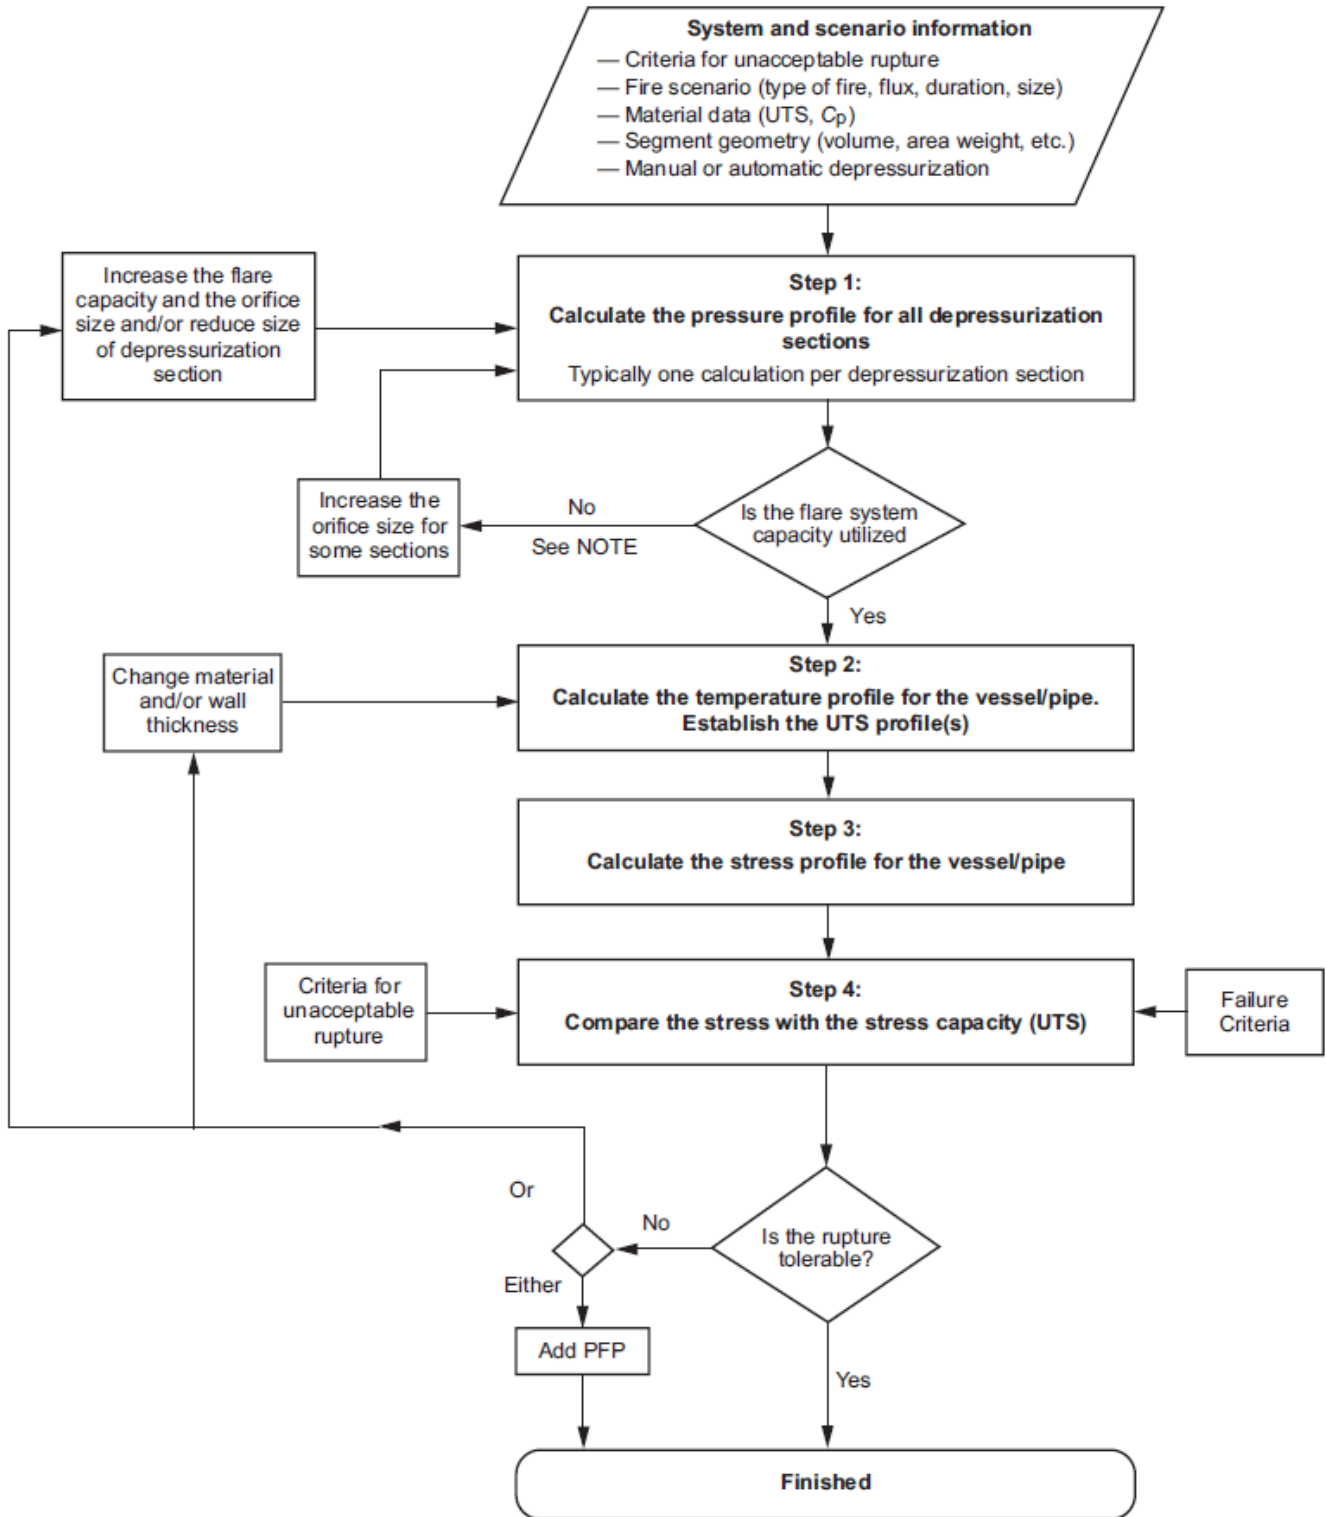 System and scenario information
— Criteria for unacceptable rupture
— Fire scenario (type of fire, flux, duration, size)
— Material data (UTS, Cp)
— Segment geometry (volume, area weight, etc.)
— Manual or automatic depressurization
Increase the flare
capacity and the orifice
size and/or reduce size
of depressurization
section
Step 1:
Calculate the pressure profile for all depressurization
sections
Typically one calculation per depressurization section
Increase the
orifice size for
some sections
No
See NOTE
Is the flare system
capacity utilized
Yes
Change material
and/or wall
thickness
Step 2:
Calculate the temperature profile for the vessel/pipe.
Establish the UTS profile(s)
Step 3:
Calculate the stress profile for the vessel/pipe
Criteria for
unacceptable
rupture
Step 4:
Compare the stress with the stress capacity (UTS)
Failure
Criteria
Or
No
Is the rupture
tolerable?
Either
Add PFP
Yes
Finished